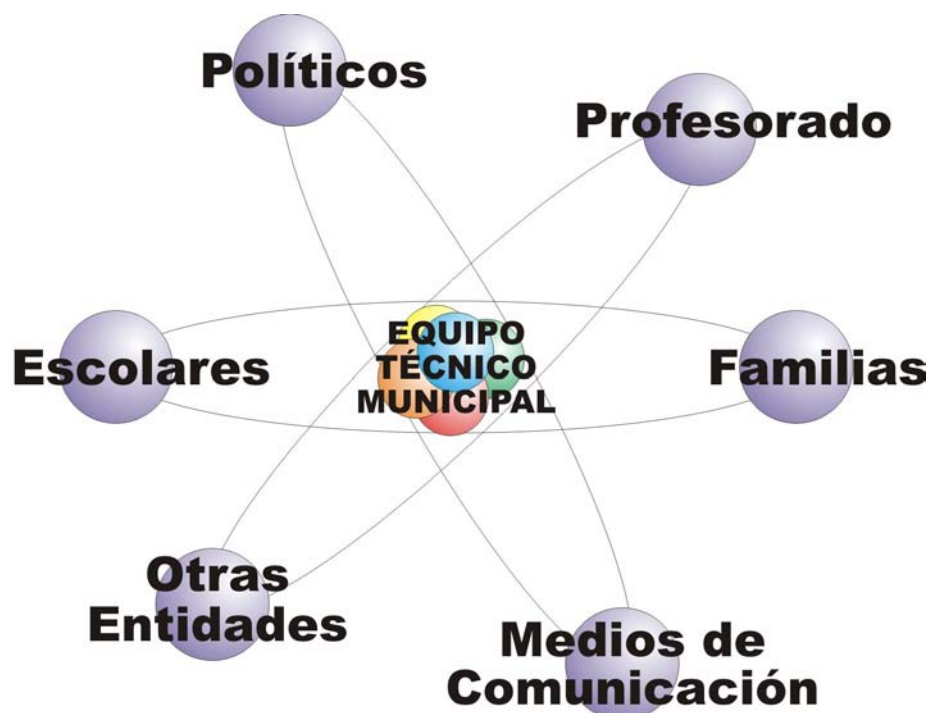 Políticos
Profesorado
EQUIPO
TÉCNICO
MUNICIPAL
Escolares
Familias
Otras
Entidades
Medios de
Comunicación